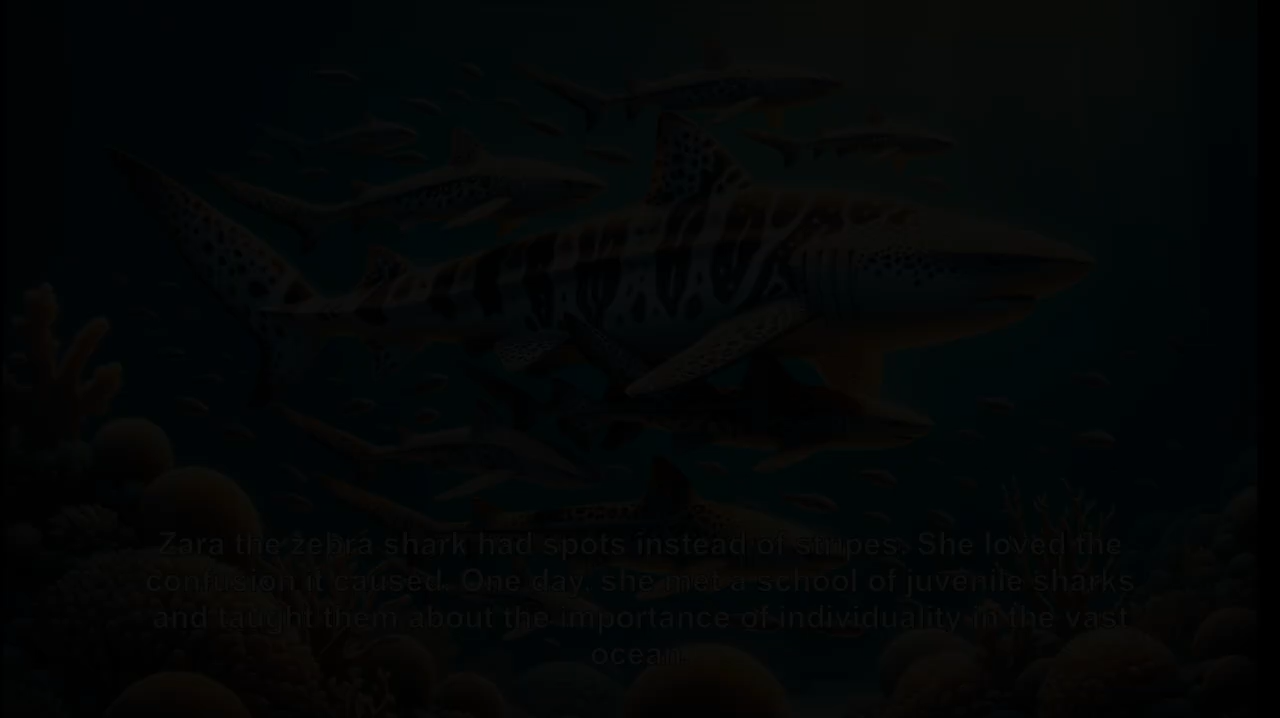 Zara the zebra shark had spots instead of stripes. She loved the
confusion it caused. One day, she met a school of juvenile sharks
and taught them about the importance of individuality in the vast
ocean.